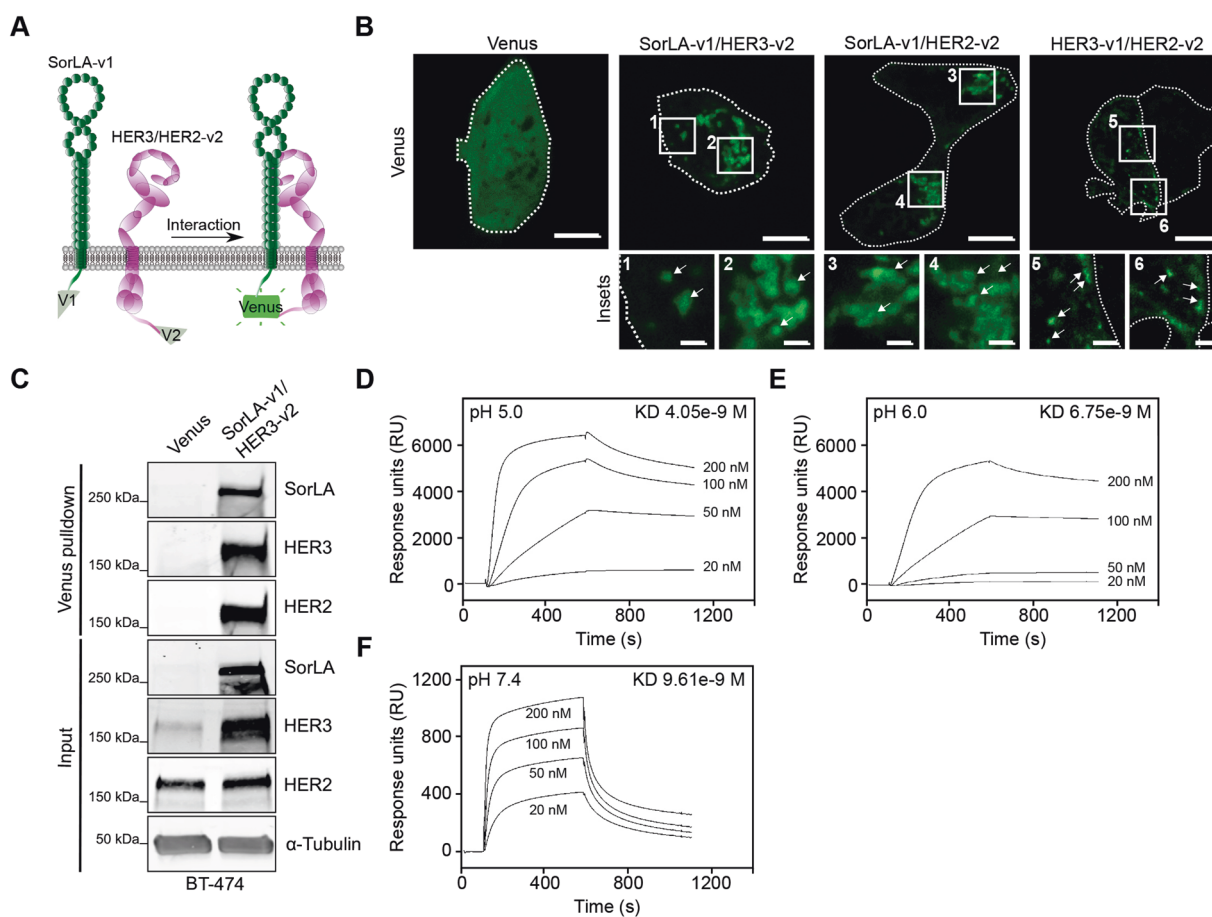 A
SorLA-v1
HER3/HER2-v2
Interaction
V1
V2
Venus
B
Venus
SorLA-v1/HER3-v2
SorLA-v1/HER2-v2
HER3-v1/HER2-v2
Venus
1
2
3
4
5
6
Insets
1
2
3
4
5
6
C
Venus
SorLA-v1/
HER3-v2
Venus pulldown
250 kDa
SorLA
150 kDa
HER3
150 kDa
HER2
Input
250 kDa
SorLA
150 kDa
HER3
150 kDa
HER2
50 kDa
α-Tubulin
BT-474
D
pH 5.0
KD 4.05e-9 M
Response units (RU)
6000
4000
2000
0
200 nM
100 nM
50 nM
20 nM
0
400
800
1200
Time (s)
E
pH 6.0
KD 6.75e-9 M
Response units (RU)
6000
4000
2000
0
200 nM
100 nM
50 nM
20 nM
0
400
800
1200
Time (s)
F
pH 7.4
KD 9.61e-9 M
Response units (RU)
1200
800
400
0
200 nM
100 nM
50 nM
20 nM
0
400
800
1200
Time (s)